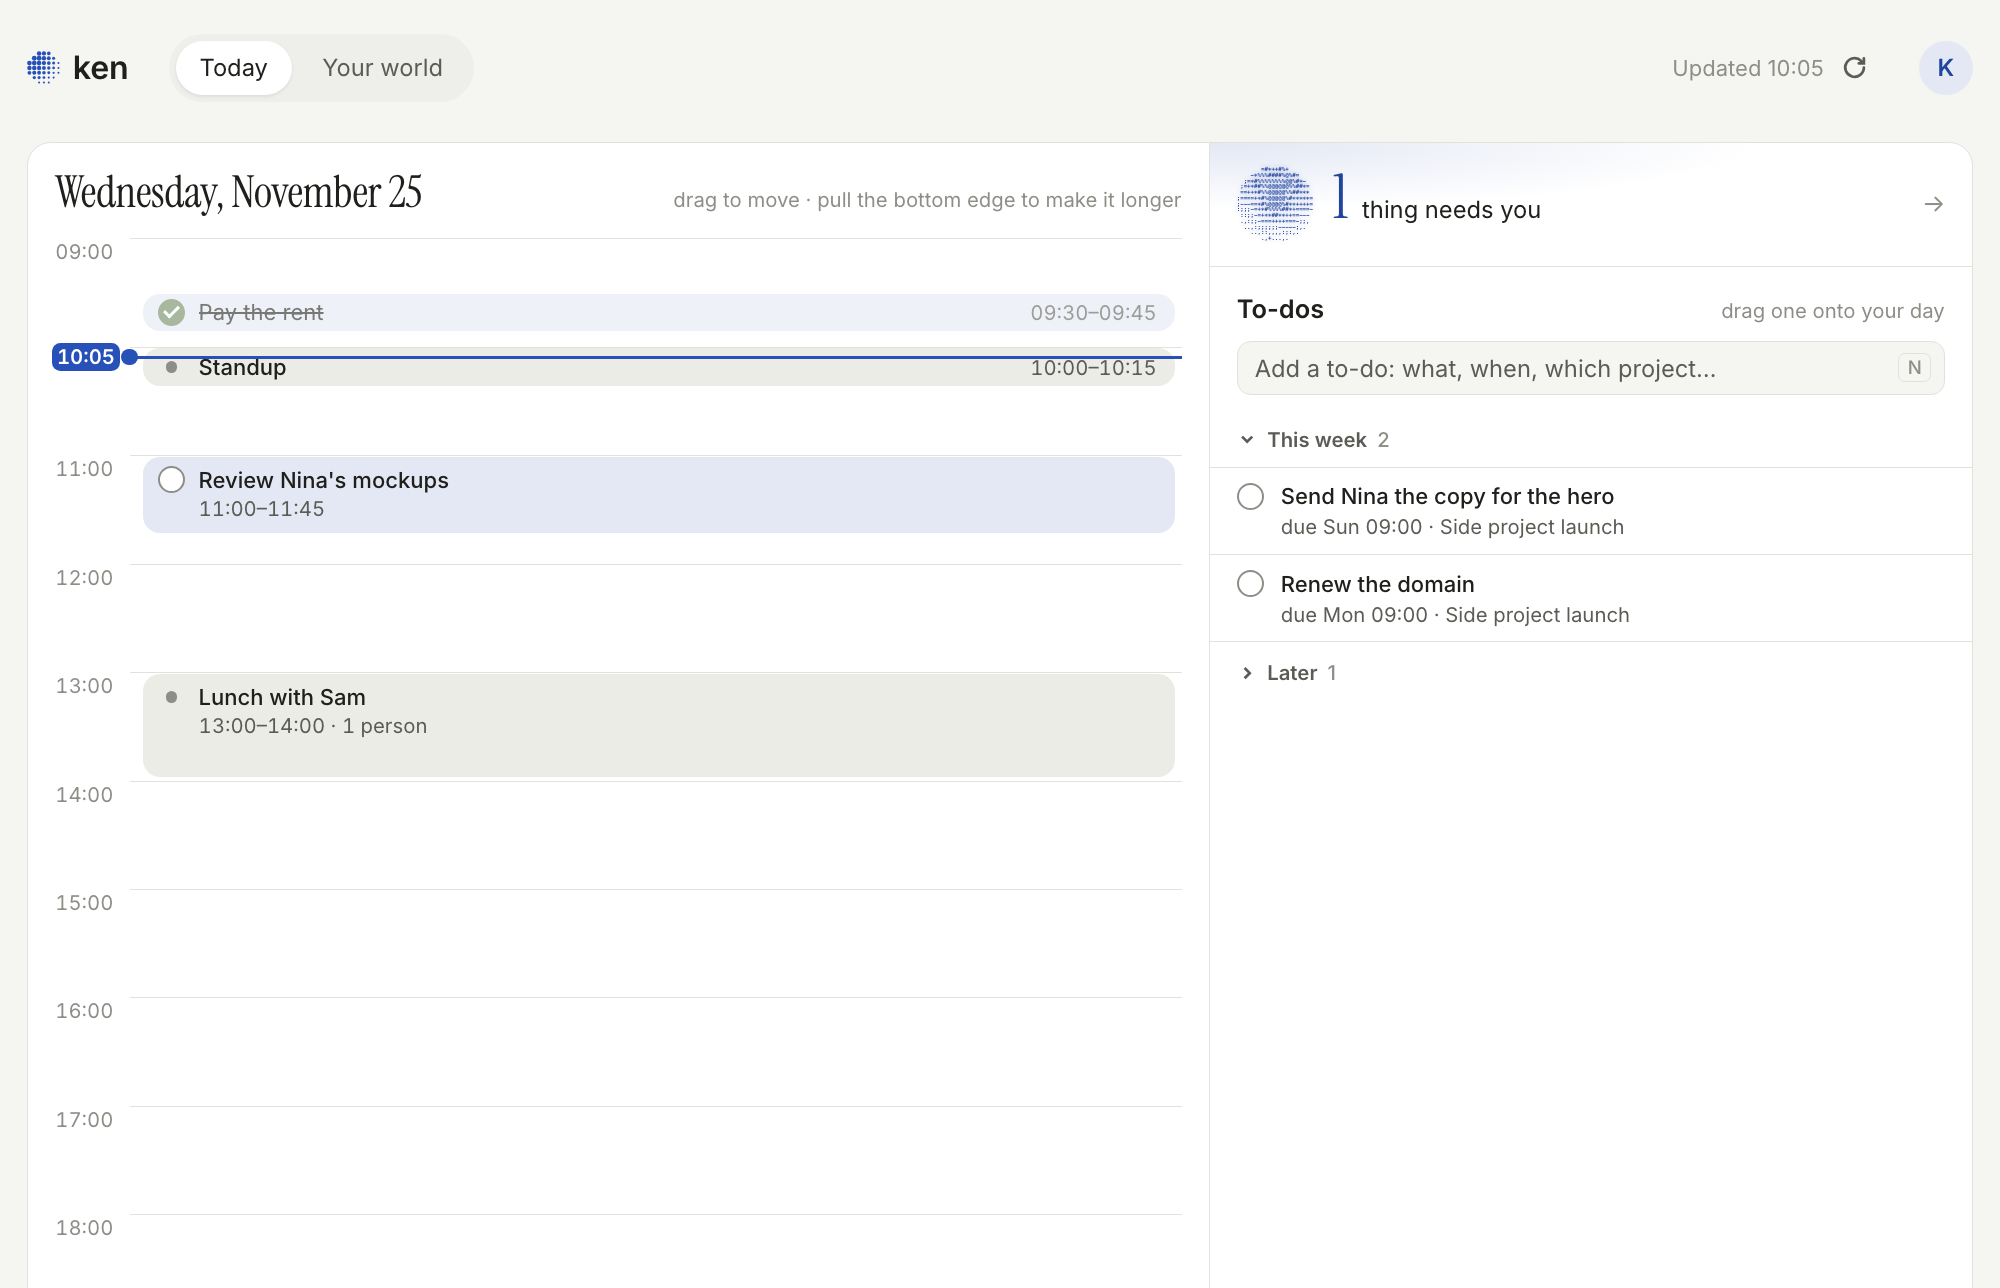 ken
Today
Your world
Updated 10:05
K
Wednesday, November 25
drag to move · pull the bottom edge to make it longer
09:00
Pay the rent
09:30–09:45
10:05
Standup
10:00–10:15
11:00
Review Nina's mockups
11:00–11:45
12:00
13:00
Lunch with Sam
13:00–14:00 · 1 person
14:00
15:00
16:00
17:00
18:00
1 thing needs you
To-dos
drag one onto your day
Add a to-do: what, when, which project...
N
This week 2
Send Nina the copy for the hero
due Sun 09:00 · Side project launch
Renew the domain
due Mon 09:00 · Side project launch
Later 1